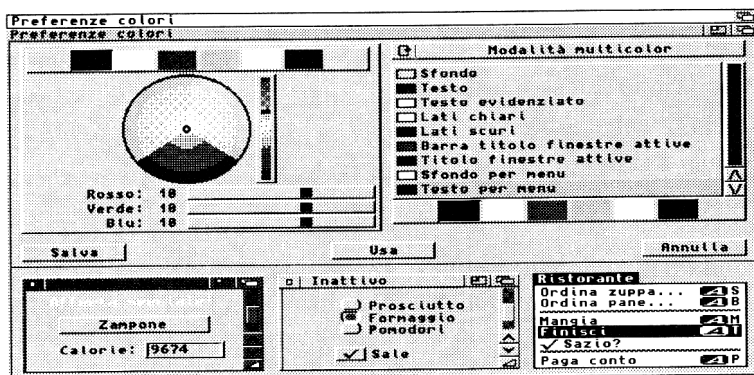 Preferenze colori
Preferenze colori
Modalità multicolor
Sfondo
Testo
Testo evidenziato
Lati chiari
Lati scuri
Barra titolo finestre attive
Titolo finestre attive
Sfondo per menu
Testo per menu
Rosso: 10
Verde: 10
Blu: 10
Salva
Usa
Annulla
Zampone
Calorie: 9674
Inattivo
Prosciutto
Formaggio
Pomodori
Sale
Ristorante
Ordina zuppa... S
Ordina pane... B
Mangia M
Finisci T
Sazio?
Paga conto P